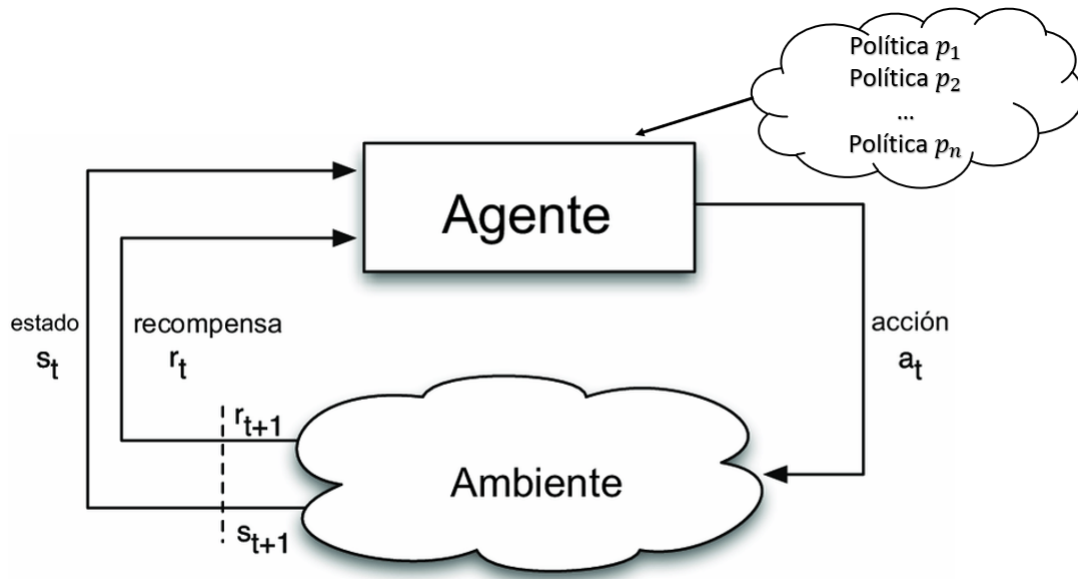 Política p₁
Política p₂
...
Política pₙ
Agente
estado
sₜ
recompensa
rₜ
acción
aₜ
rₜ₊₁
Ambiente
sₜ₊₁